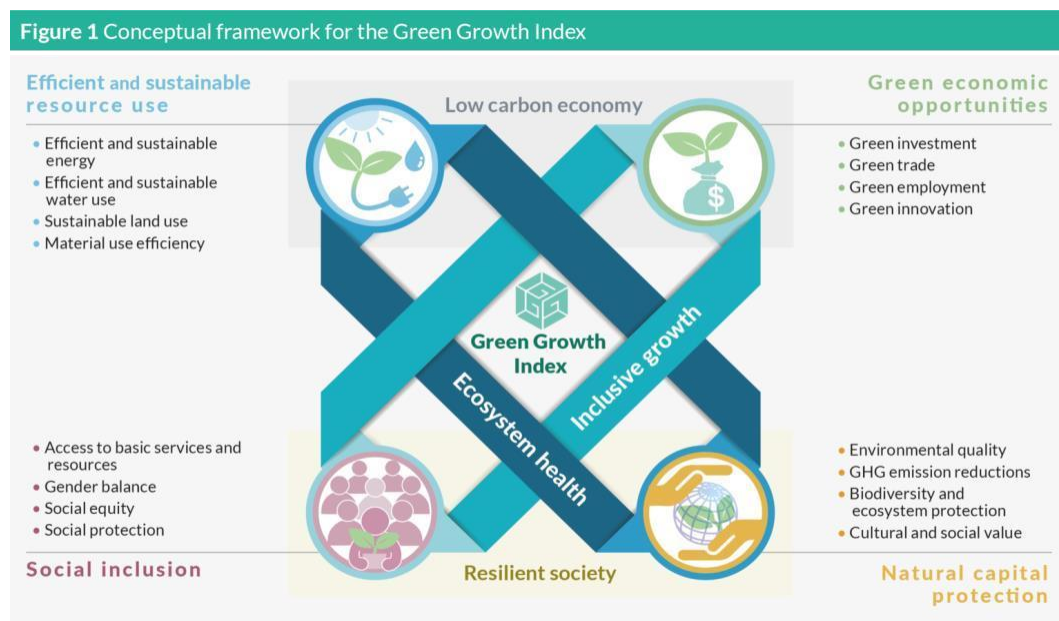 Figure 1 Conceptual framework for the Green Growth Index
Efficient and sustainable
resource use
• Efficient and sustainable
energy
• Efficient and sustainable
water use
• Sustainable land use
• Material use efficiency
Low carbon economy
Green economic
opportunities
• Green investment
• Green trade
• Green employment
• Green innovation
$
GGGI
Green Growth
Index
Ecosystem health
Inclusive growth
• Access to basic services and
resources
• Gender balance
• Social equity
• Social protection
Social inclusion
Resilient society
• Environmental quality
• GHG emission reductions
• Biodiversity and
ecosystem protection
• Cultural and social value
Natural capital
protection